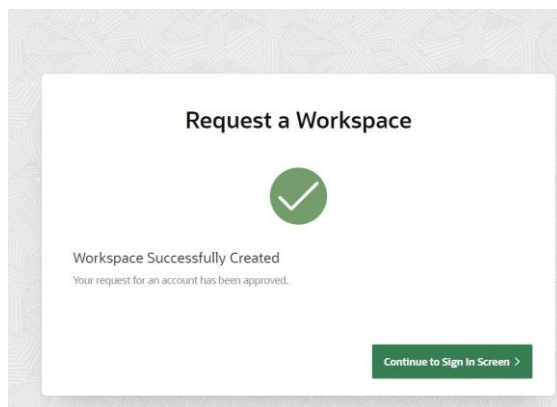 Request a Workspace
Workspace Successfully Created
Your request for an account has been approved.
Continue to Sign In Screen >